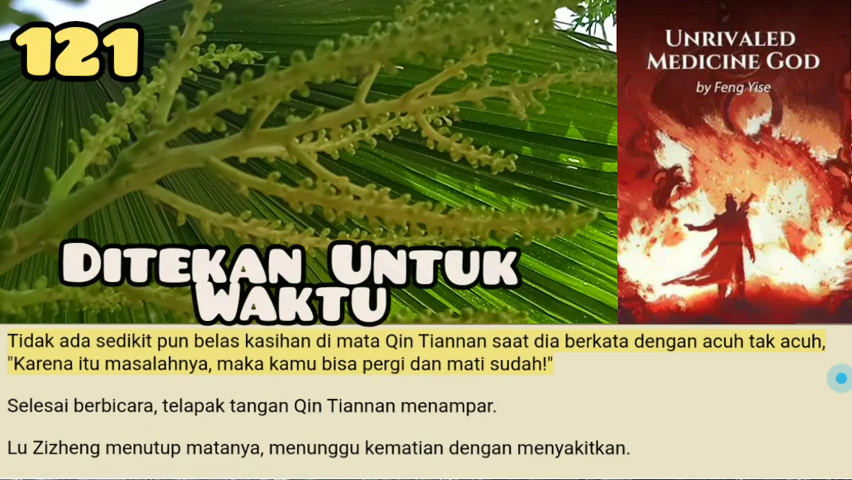 121
UNRIVALED
MEDICINE GOD
by Feng Yise
DITEKAN UNTUK
WAKTU
Tidak ada sedikit pun belas kasihan di mata Qin Tiannan saat dia berkata dengan acuh tak acuh,
"Karena itu masalahnya, maka kamu bisa pergi dan mati sudah!"
Selesai berbicara, telapak tangan Qin Tiannan menampar.
Lu Zizheng menutup matanya, menunggu kematian dengan menyakitkan.